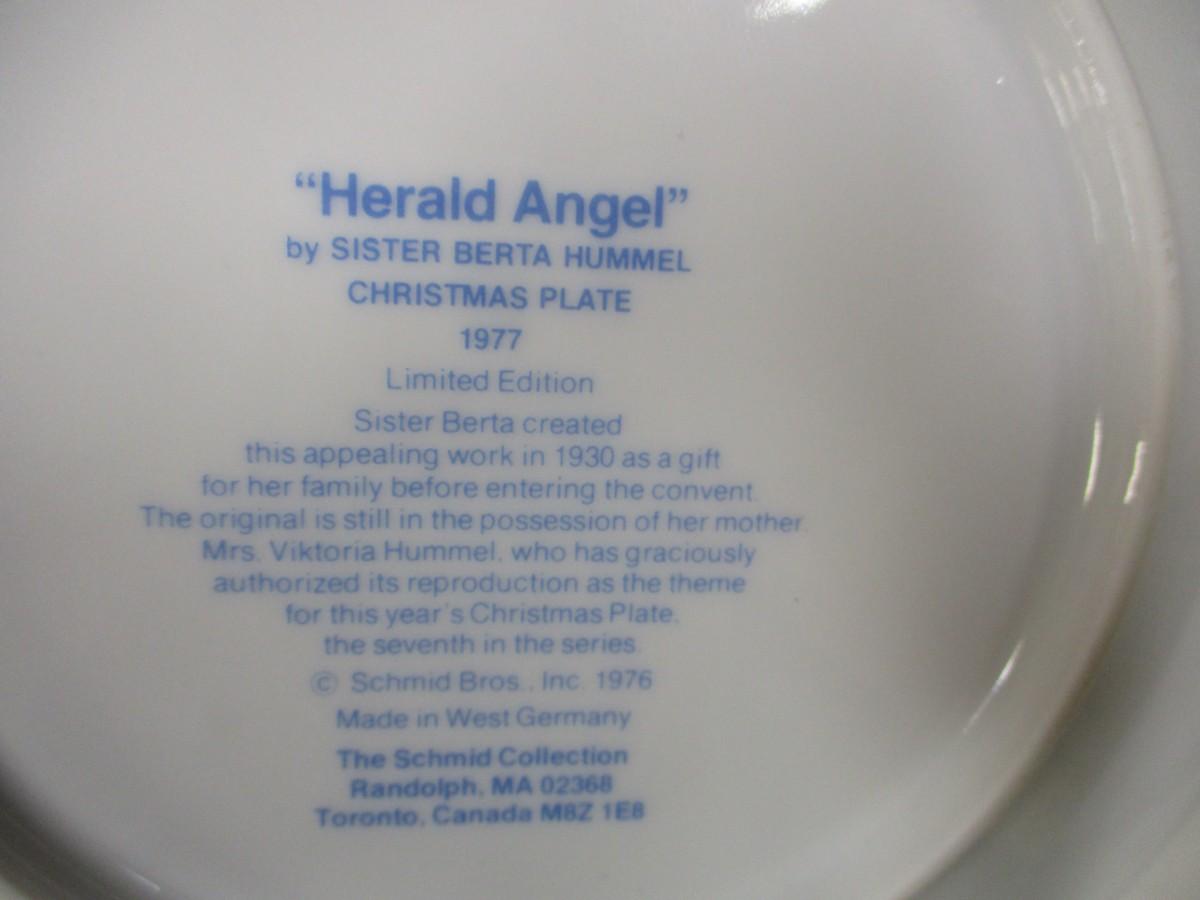 “Herald Angel”
by SISTER BERTA HUMMEL
CHRISTMAS PLATE
1977
Limited Edition
Sister Berta created
this appealing work in 1930 as a gift
for her family before entering the convent.
The original is still in the possession of her mother.
Mrs. Viktoria Hummel, who has graciously
authorized its reproduction as the theme
for this year's Christmas Plate,
the seventh in the series.
© Schmid Bros., Inc. 1976
Made in West Germany
The Schmid Collection
Randolph, MA 02368
Toronto, Canada M8Z 1E8